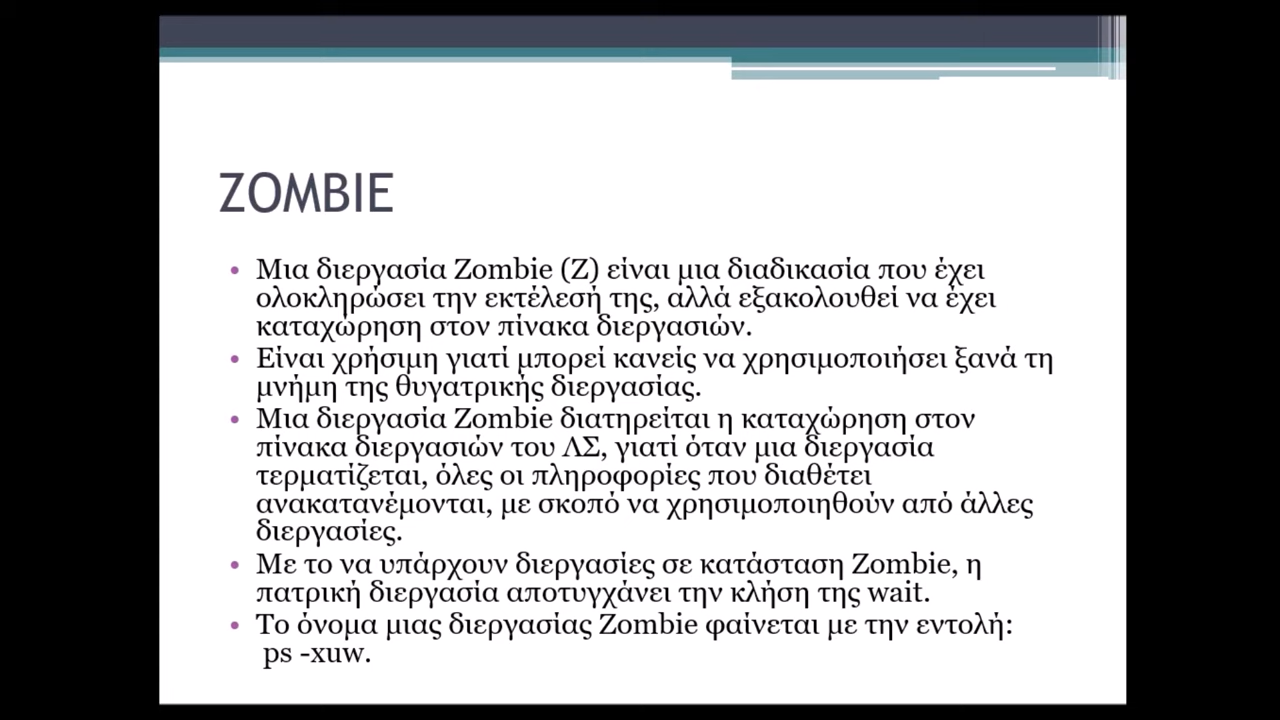 ZOMBIE
• Μια διεργασία Zombie (Z) είναι μια διαδικασία που έχει
ολοκληρώσει την εκτέλεσή της, αλλά εξακολουθεί να έχει
καταχώρηση στον πίνακα διεργασιών.
• Είναι χρήσιμη γιατί μπορεί κανείς να χρησιμοποιήσει ξανά τη
μνήμη της θυγατρικής διεργασίας.
• Μια διεργασία Zombie διατηρείται η καταχώρηση στον
πίνακα διεργασιών του ΛΣ, γιατί όταν μια διεργασία
τερματίζεται, όλες οι πληροφορίες που διαθέτει
ανακατανέμονται, με σκοπό να χρησιμοποιηθούν από άλλες
διεργασίες.
• Με το να υπάρχουν διεργασίες σε κατάσταση Zombie, η
πατρική διεργασία αποτυγχάνει την κλήση της wait.
• Το όνομα μιας διεργασίας Zombie φαίνεται με την εντολή:
ps -xuw.